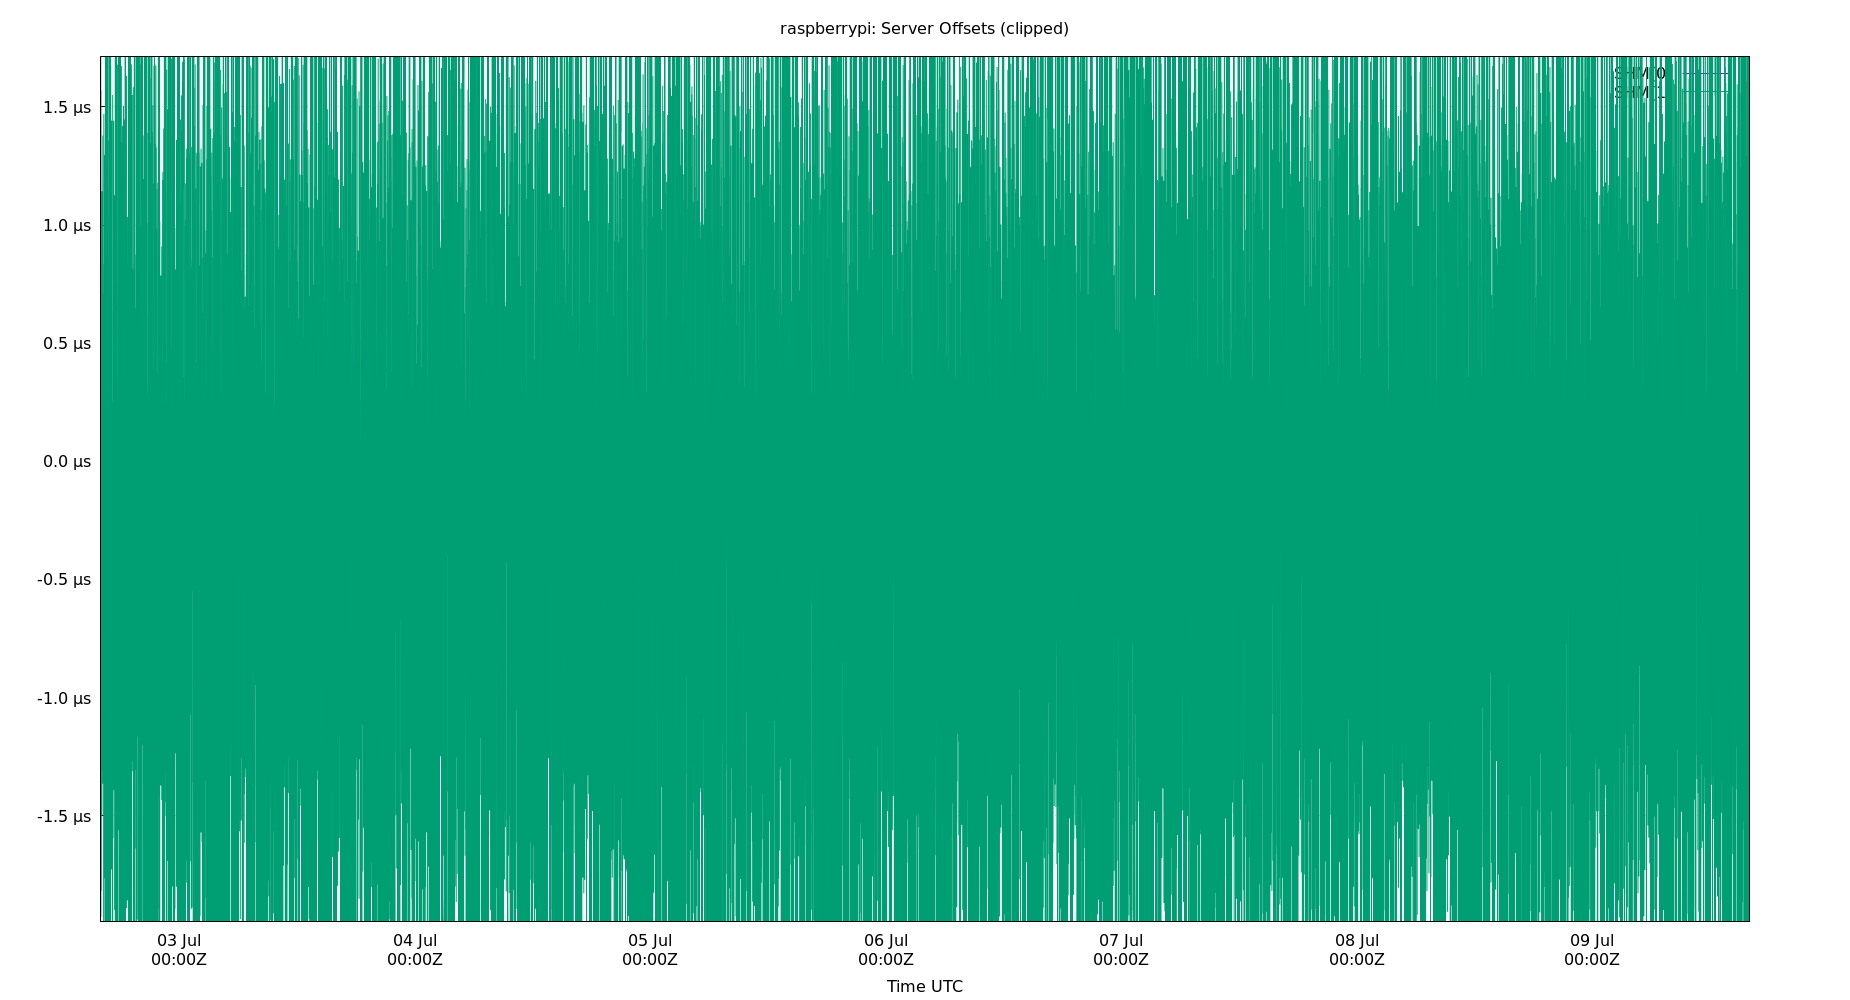 raspberrypi: Server Offsets (clipped)
1.5 µs
1.0 µs
0.5 µs
0.0 µs
-0.5 µs
-1.0 µs
-1.5 µs
03 Jul
00:00Z
04 Jul
00:00Z
05 Jul
00:00Z
06 Jul
00:00Z
07 Jul
00:00Z
08 Jul
00:00Z
09 Jul
00:00Z
Time UTC